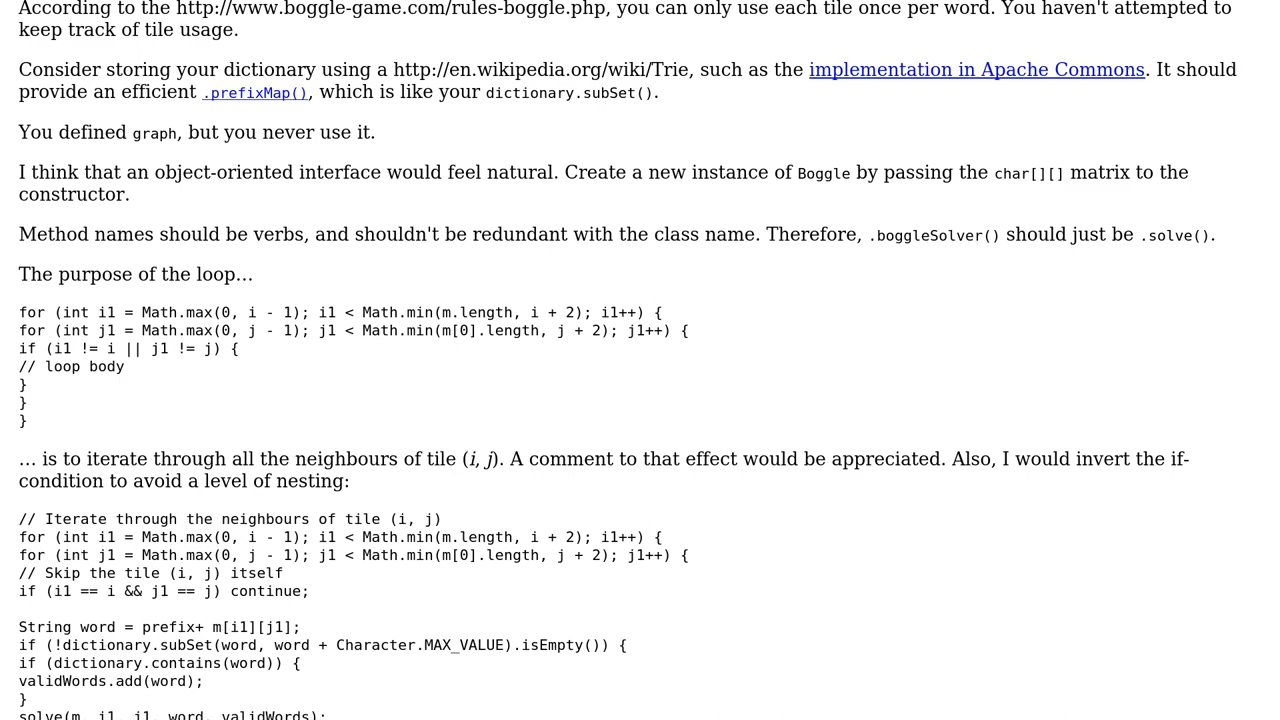 According to the http://www.boggle-game.com/rules-boggle.php, you can only use each tile once per word. You haven't attempted to
keep track of tile usage.
Consider storing your dictionary using a http://en.wikipedia.org/wiki/Trie, such as the implementation in Apache Commons. It should
provide an efficient .prefixMap(), which is like your dictionary.subSet().
You defined graph, but you never use it.
I think that an object-oriented interface would feel natural. Create a new instance of Boggle by passing the char[][] matrix to the
constructor.
Method names should be verbs, and shouldn't be redundant with the class name. Therefore, .boggleSolver() should just be .solve().
The purpose of the loop…
for (int i1 = Math.max(0, i - 1); i1 < Math.min(m.length, i + 2); i1++) {
for (int j1 = Math.max(0, j - 1); j1 < Math.min(m[0].length, j + 2); j1++) {
if (i1 != i || j1 != j) {
// loop body
}
}
}
… is to iterate through all the neighbours of tile (i, j). A comment to that effect would be appreciated. Also, I would invert the if-
condition to avoid a level of nesting:
// Iterate through the neighbours of tile (i, j)
for (int i1 = Math.max(0, i - 1); i1 < Math.min(m.length, i + 2); i1++) {
for (int j1 = Math.max(0, j - 1); j1 < Math.min(m[0].length, j + 2); j1++) {
// Skip the tile (i, j) itself
if (i1 == i && j1 == j) continue;
String word = prefix+ m[i1][j1];
if (!dictionary.subSet(word, word + Character.MAX_VALUE).isEmpty()) {
if (dictionary.contains(word)) {
validWords.add(word);
}
solve(m, i1, j1, word, validWords);